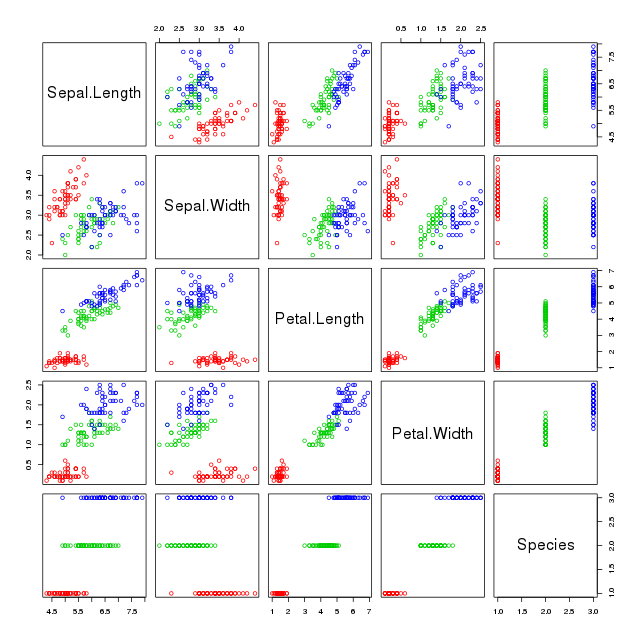 2.0 2.5 3.0 3.5 4.0
0.5 1.0 1.5 2.0 2.5
Sepal.Length
4.5 5.5 6.5 7.5
2.0 2.5 3.0 3.5 4.0
Sepal.Width
Petal.Length
1 2 3 4 5 6 7
0.5 1.0 1.5 2.0 2.5
Petal.Width
Species
1.0 1.5 2.0 2.5 3.0
4.5 5.5 6.5 7.5
1 2 3 4 5 6 7
1.0 1.5 2.0 2.5 3.0